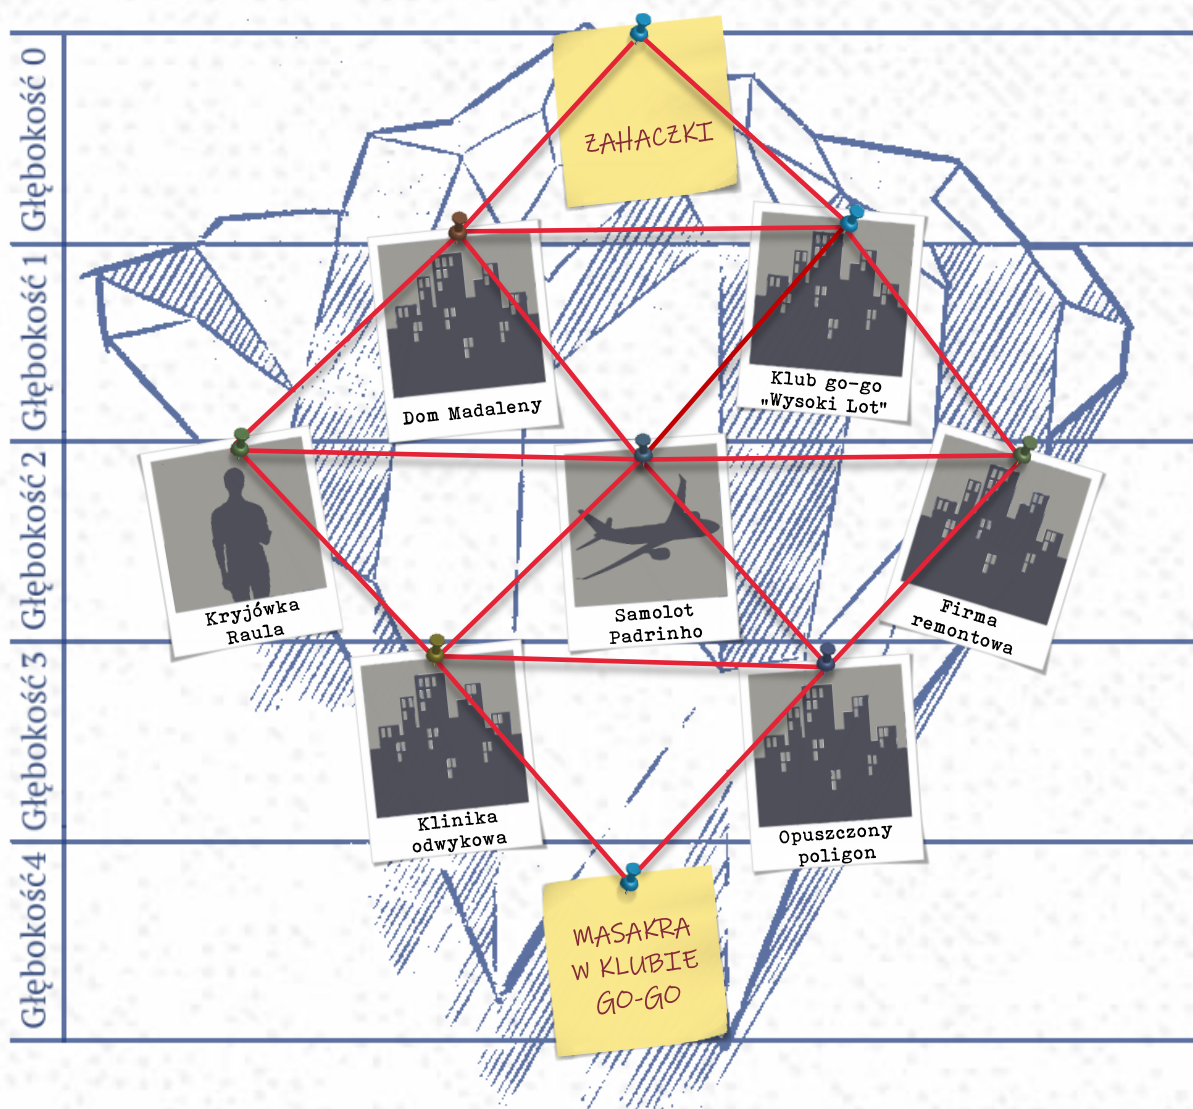 Głębokość 0
ZAHACZKI
Głębokość 1
Dom Madaleny
Klub go-go
„Wysoki Lot"
Głębokość 2
Kryjówka
Raula
Samolot
Padrinho
Firma
remontowa
Głębokość 3
Klinika
odwykowa
Opuszczony
poligon
Głębokość 4
MASAKRA
W KLUBIE
GO-GO